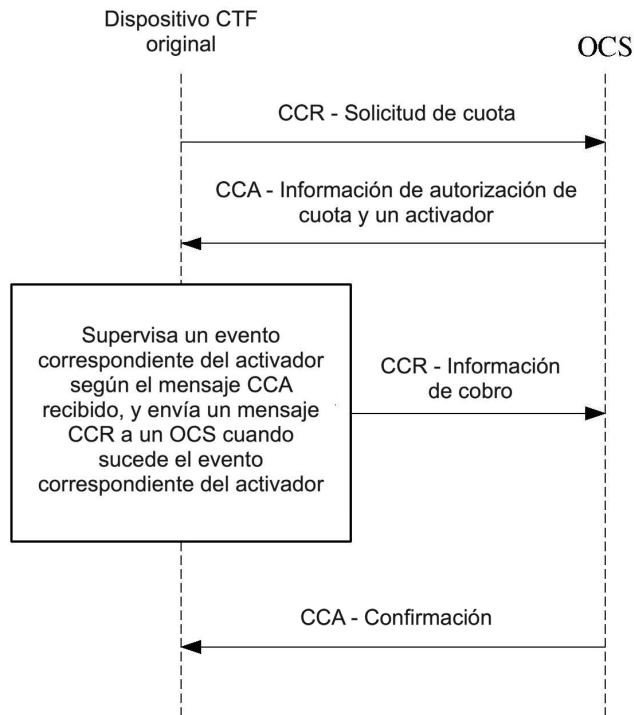 Dispositivo CTF
original
OCS
CCR - Solicitud de cuota
CCA - Información de autorización de
cuota y un activador
Supervisa un evento
correspondiente del activador
según el mensaje CCA
recibido, y envía un mensaje
CCR a un OCS cuando
sucede el evento
correspondiente del activador
CCR - Información
de cobro
CCA - Confirmación